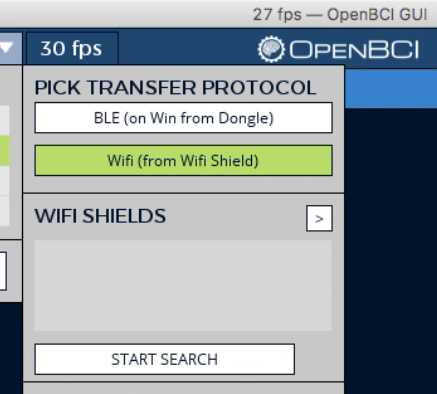 27 fps — OpenBCI GUI
30 fps
OPENBCI
PICK TRANSFER PROTOCOL
BLE (on Win from Dongle)
Wifi (from Wifi Shield)
WIFI SHIELDS
>
START SEARCH